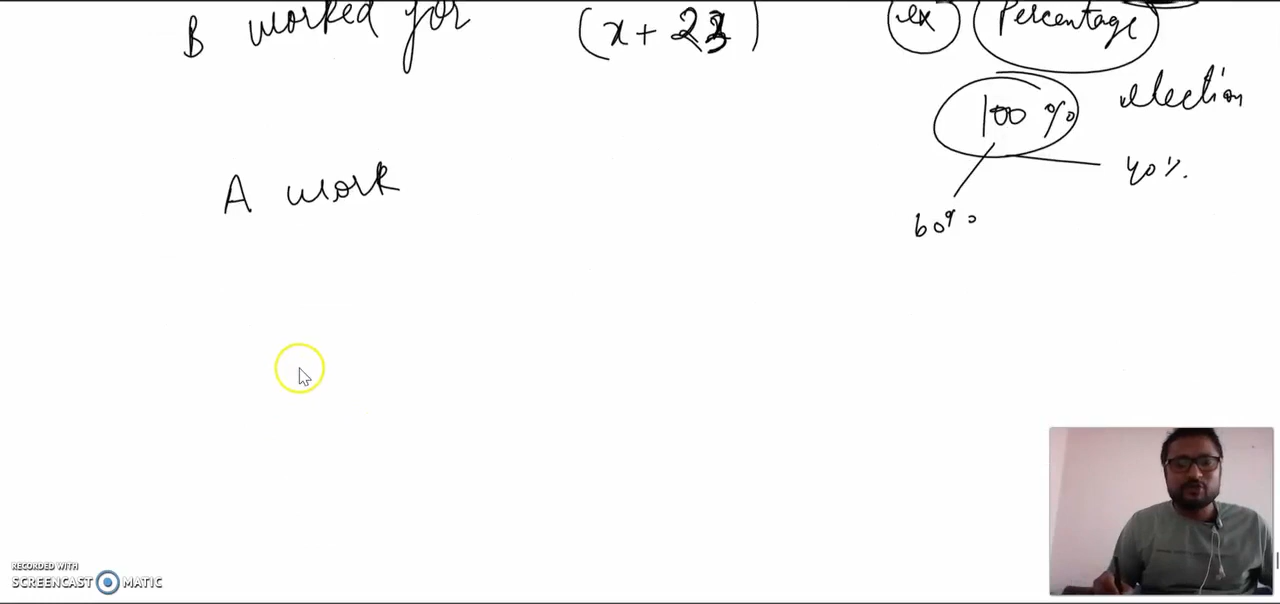 B worked for (x + 23)
ex Percentage
100 % election
40 %.
60 %
A work
RECORDED WITH
SCREENCAST MATIC